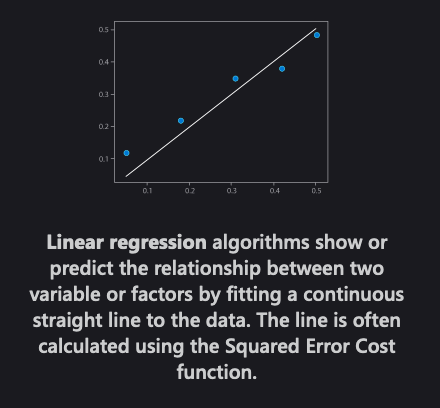 0.5
0.4
0.3
0.2
0.1
0.1 0.2 0.3 0.4 0.5
Linear regression algorithms show or
predict the relationship between two
variable or factors by fitting a continuous
straight line to the data. The line is often
calculated using the Squared Error Cost
function.